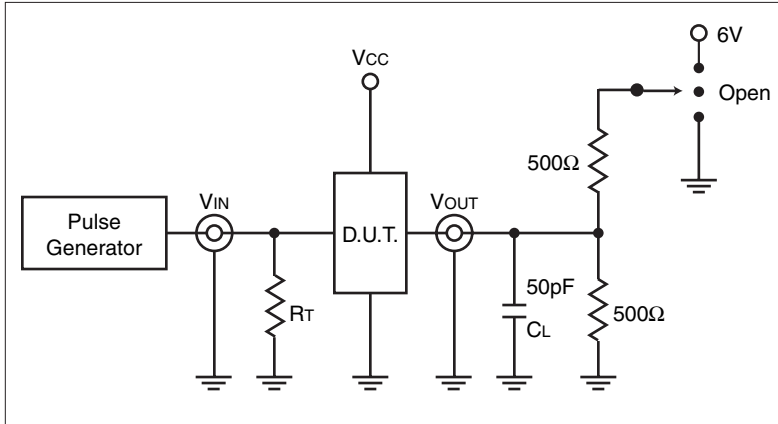 6V
VCC
Open
500Ω
VIN
VOUT
Pulse
Generator
D.U.T.
50pF
RT
CL
500Ω